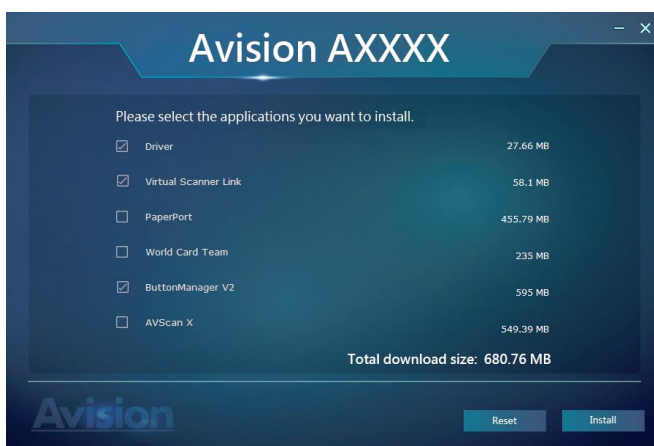 Avision AXXXX
Please select the applications you want to install.
Driver 27.66 MB
Virtual Scanner Link 58.1 MB
PaperPort 455.79 MB
World Card Team 235 MB
ButtonManager V2 595 MB
AVScan X 549.39 MB
Total download size: 680.76 MB
Avision
Reset Install